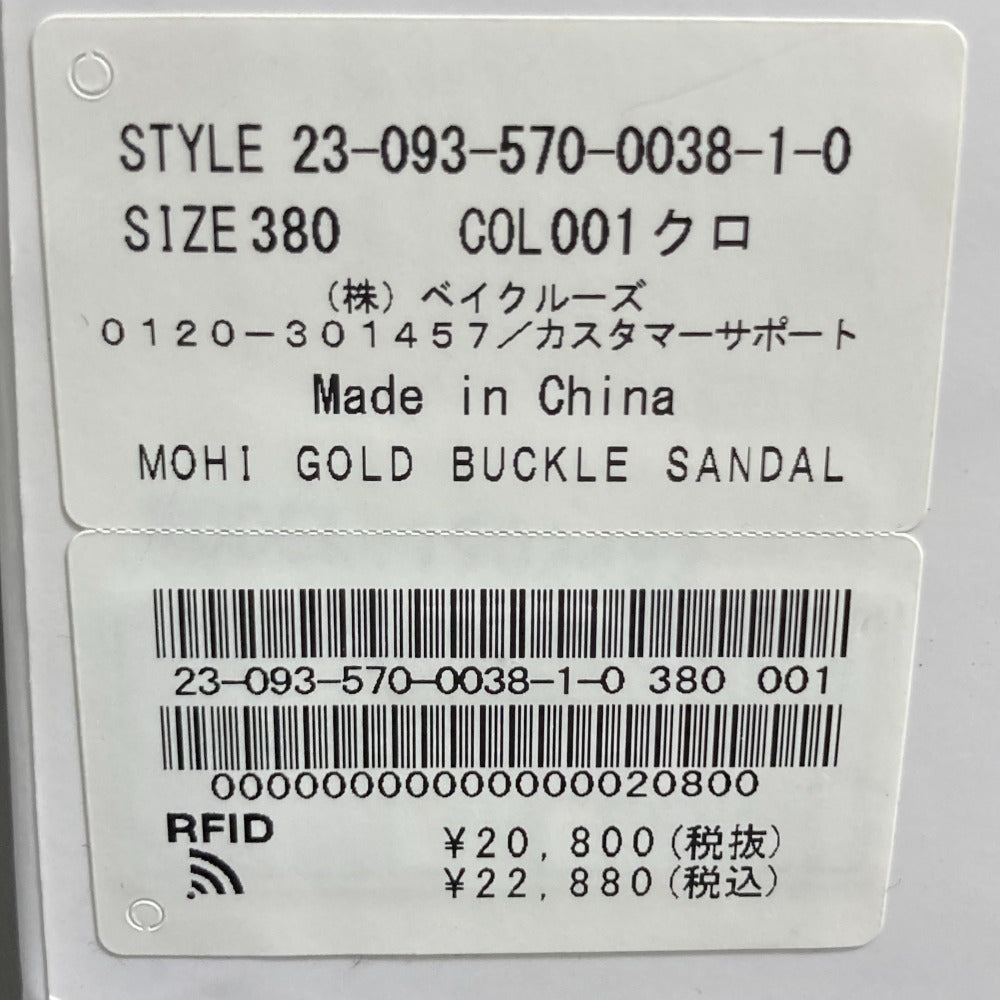 STYLE 23-093-570-0038-1-0
SIZE 380 COL 001 クロ
（株）ベイクルーズ
０１２０－３０１４５７／カスタマーサポート
Made in China
MOHI GOLD BUCKLE SANDAL
23-093-570-0038-1-0 380 001
00000000000000020800
RFID
¥20,800(税抜)
¥22,880(税込)